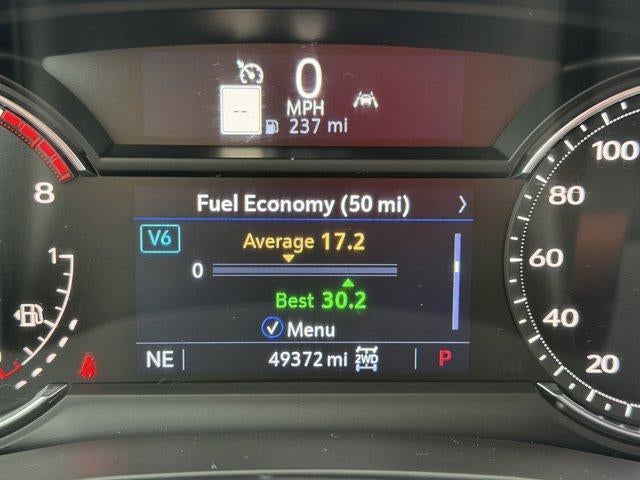 0
MPH
--
237 mi
8
1
Fuel Economy (50 mi)
V6
Average 17.2
0
Best 30.2
Menu
NE
49372 mi
2WD
P
100
80
60
40
20